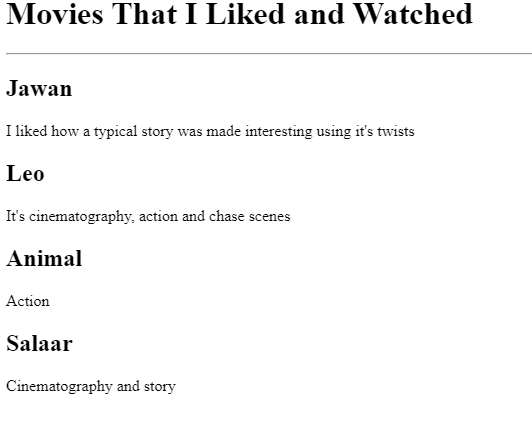 Movies That I Liked and Watched
Jawan
I liked how a typical story was made interesting using it's twists
Leo
It's cinematography, action and chase scenes
Animal
Action
Salaar
Cinematography and story